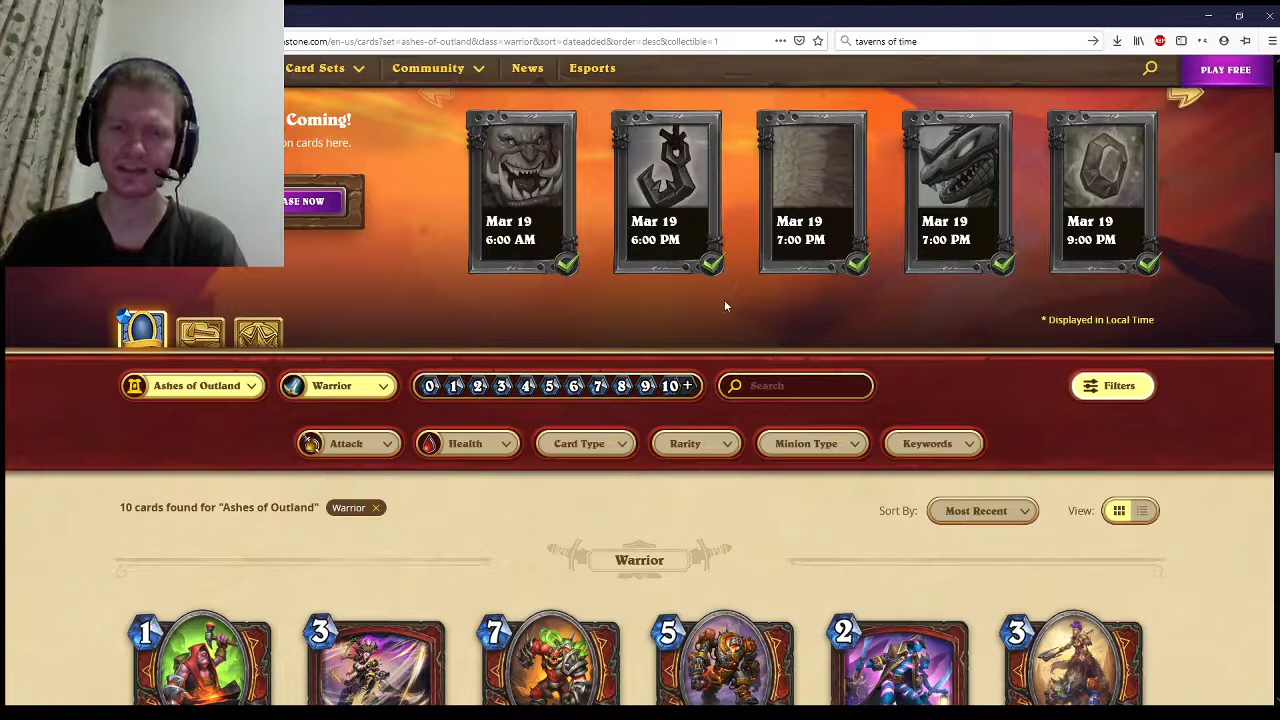 stone.com/en-us/cards?set=ashes-of-outland&class=warrior&sort=dateadded&order=desc&collectible=1
taverns of time
ABP
Card Sets
Community
News
Esports
PLAY FREE
Coming!
on cards here.
ASE NOW
Mar 19
6:00 AM
Mar 19
6:00 PM
Mar 19
7:00 PM
Mar 19
7:00 PM
Mar 19
9:00 PM
* Displayed in Local Time
Ashes of Outland
Warrior
0 1 2 3 4 5 6 7 8 9 10 +
Search
Filters
Attack
Health
Card Type
Rarity
Minion Type
Keywords
10 cards found for "Ashes of Outland"
Warrior ×
Sort By:
Most Recent
View:
Warrior
1 3 7 5 2 3